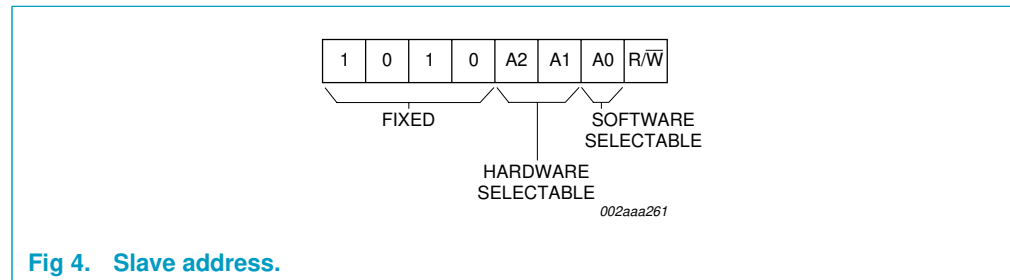 1 0 1 0 A2 A1 A0 R/W̅
FIXED
SOFTWARE
SELECTABLE
HARDWARE
SELECTABLE
002aaa261
Fig 4. Slave address.